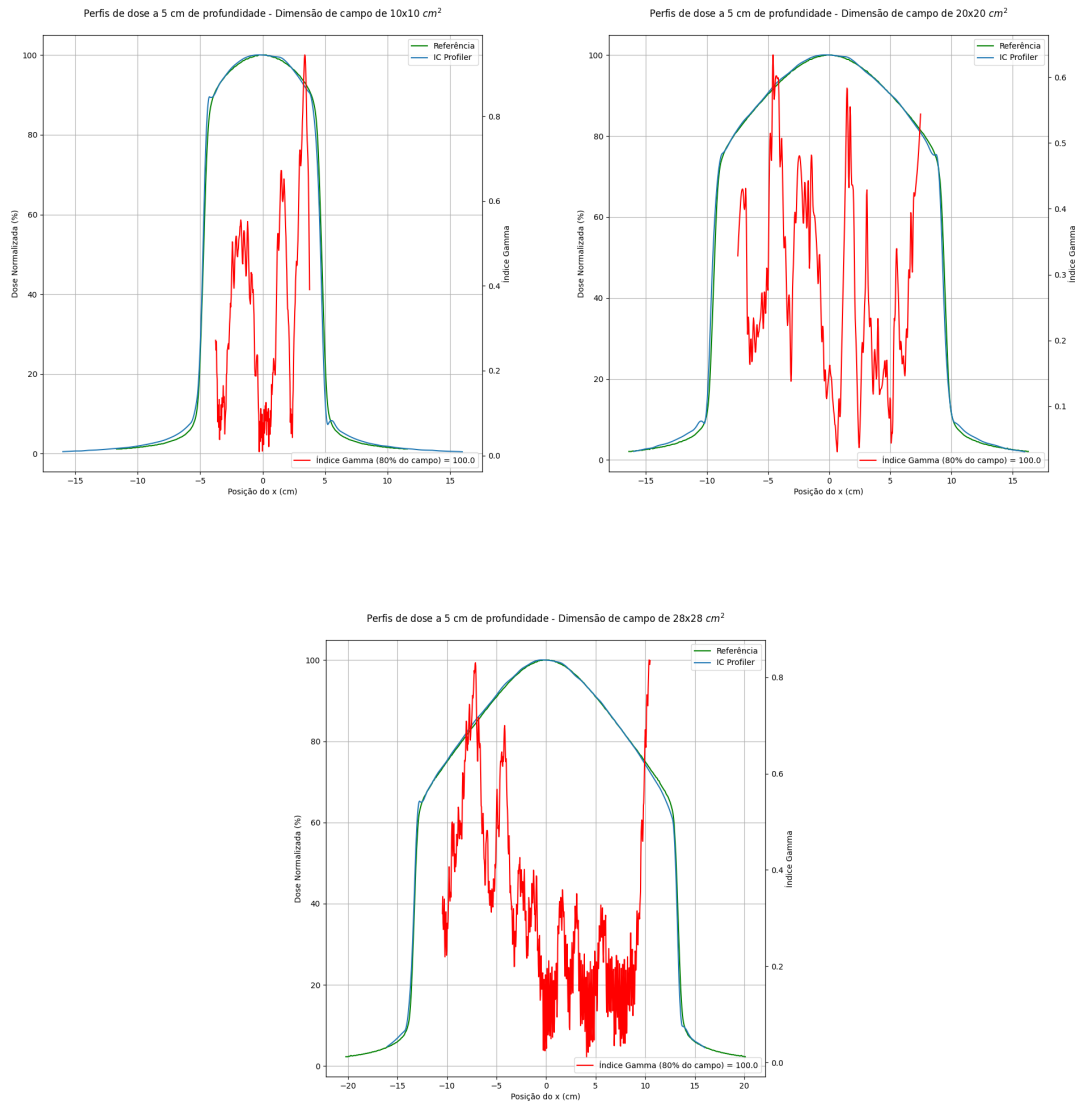 Perfis de dose a 5 cm de profundidade - Dimensão de campo de 10x10 cm²
Referência
IC Profiler
100
80
60
40
20
0
Dose Normalizada (%)
0.8
0.6
0.4
0.2
0.0
Índice Gamma
Índice Gamma (80% do campo) = 100.0
−15 −10 −5 0 5 10 15
Posição do x (cm)
Perfis de dose a 5 cm de profundidade - Dimensão de campo de 20x20 cm²
Referência
IC Profiler
100
80
60
40
20
0
Dose Normalizada (%)
0.6
0.5
0.4
0.3
0.2
0.1
Índice Gamma
Índice Gamma (80% do campo) = 100.0
−15 −10 −5 0 5 10 15
Posição do x (cm)
Perfis de dose a 5 cm de profundidade - Dimensão de campo de 28x28 cm²
Referência
IC Profiler
100
80
60
40
20
0
Dose Normalizada (%)
0.8
0.6
0.4
0.2
0.0
Índice Gamma
Índice Gamma (80% do campo) = 100.0
−20 −15 −10 −5 0 5 10 15 20
Posição do x (cm)